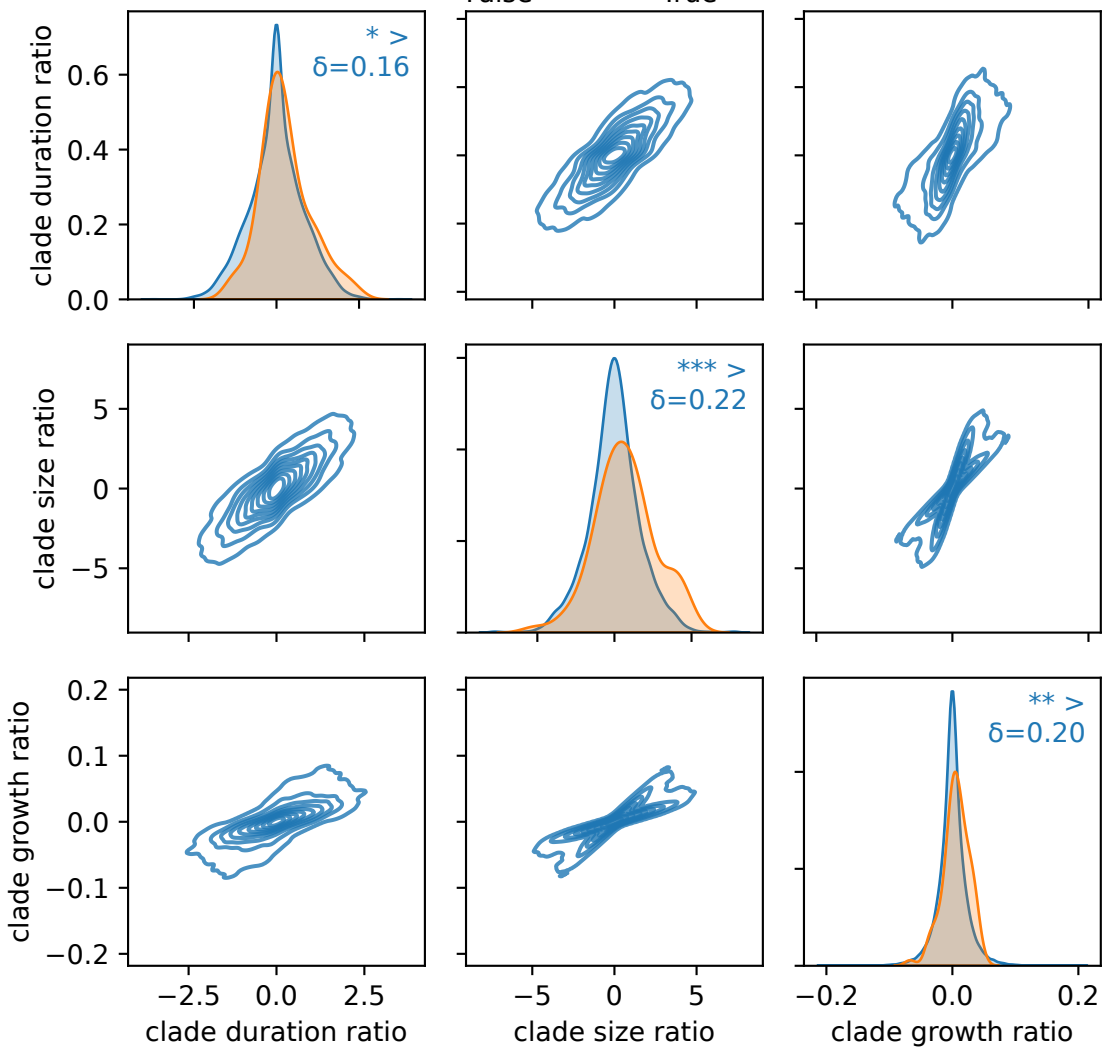 True
clade duration ratio
0.6
0.4
0.2
0.0
* >
δ=0.16
clade size ratio
5
0
−5
*** >
δ=0.22
clade growth ratio
0.2
0.1
0.0
−0.1
−0.2
** >
δ=0.20
−2.5 0.0 2.5
−5 0 5
−0.2 0.0 0.2
clade duration ratio
clade size ratio
clade growth ratio